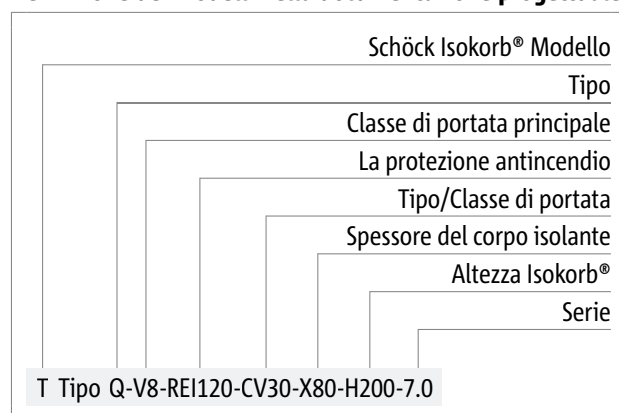 Schöck Isokorb® Modello
Tipo
Classe di portata principale
La protezione antincendio
Tipo/Classe di portata
Spessore del corpo isolante
Altezza Isokorb®
Serie
T Tipo Q-V8-REI120-CV30-X80-H200-7.0